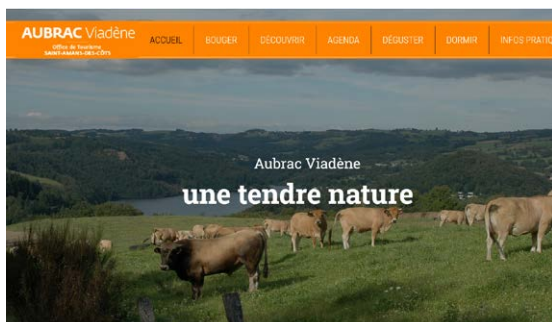 AUBRAC Viadène
Office de Tourisme
SAINT-AMANS-DES-CÔTS
ACCUEIL BOUGER DÉCOUVRIR AGENDA DÉGUSTER DORMIR INFOS PRATIC
Aubrac Viadène
une tendre nature